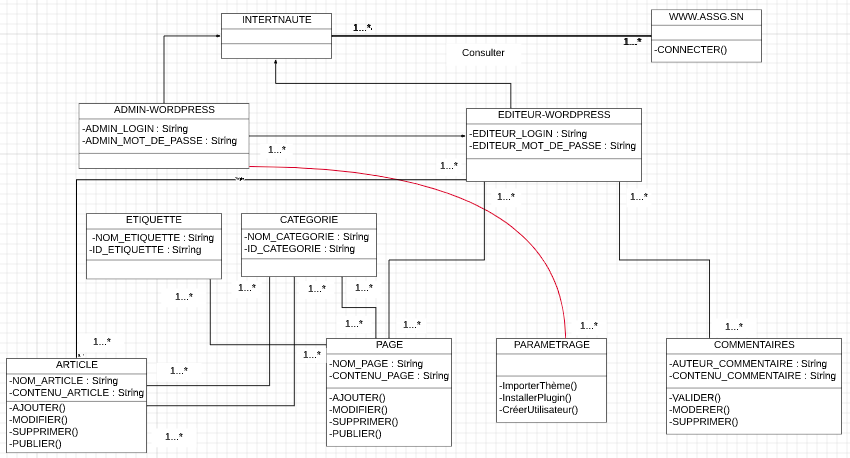 INTERTNAUTE
1...*
WWW.ASSG.SN
1...*
-CONNECTER()
Consulter
ADMIN-WORDPRESS
-ADMIN_LOGIN : String
-ADMIN_MOT_DE_PASSE : String
1...*
EDITEUR-WORDPRESS
-EDITEUR_LOGIN : String
-EDITEUR_MOT_DE_PASSE : String
1...*
1...*
1...*
ETIQUETTE
-NOM_ETIQUETTE : String
-ID_ETIQUETTE : Stırring
CATEGORIE
-NOM_CATEGORIE : String
-ID_CATEGORIE : String
1...*
1...*
1...*
1...*
1...*
1...*
1...*
1...*
1...*
1...*
1...*
1...*
ARTICLE
-NOM_ARTICLE : String
-CONTENU_ARTICLE : String
-AJOUTER()
-MODIFIER()
-SUPPRIMER()
-PUBLIER()
PAGE
-NOM_PAGE : String
-CONTENU_PAGE : String
-AJOUTER()
-MODIFIER()
-SUPPRIMER()
-PUBLIER()
PARAMETRAGE
-ImporterThème()
-InstallerPlugin()
-CréerUtilisateur()
COMMENTAIRES
-AUTEUR_COMMENTAIRE : String
-CONTENU_COMMENTAIRE : String
-VALIDER()
-MODERER()
-SUPPRIMER()